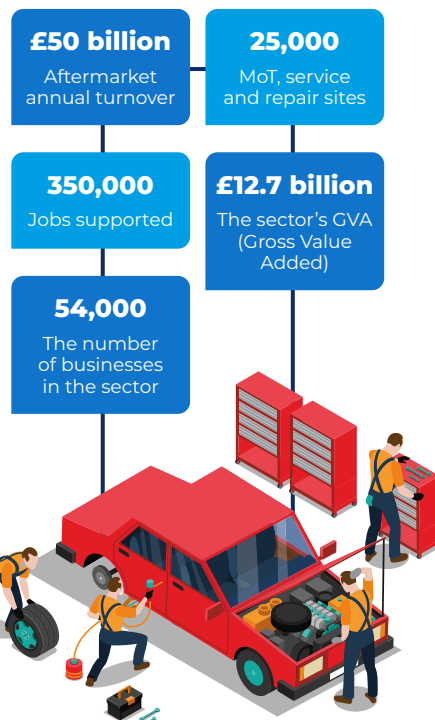 £50 billion
Aftermarket
annual turnover
25,000
MoT, service
and repair sites
350,000
Jobs supported
£12.7 billion
The sector's GVA
(Gross Value
Added)
54,000
The number
of businesses
in the sector